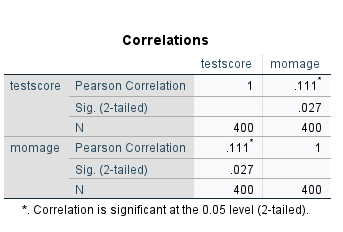 Correlations
testscore momage
testscore Pearson Correlation 1 .111*
Sig. (2-tailed) .027
N 400 400
momage Pearson Correlation .111* 1
Sig. (2-tailed) .027
N 400 400
*. Correlation is significant at the 0.05 level (2-tailed).